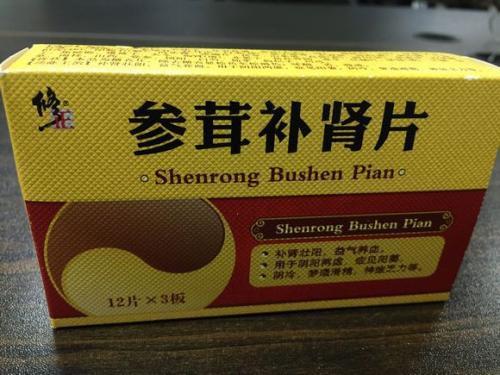 修
正
参茸补肾片
Shenrong Bushen Pian
Shenrong Bushen Pian
补肾壮阳，益气养血。
用于阴阳两虚，症见阳萎、
阴冷，梦遗滑精，神疲乏力等。
12片×3板